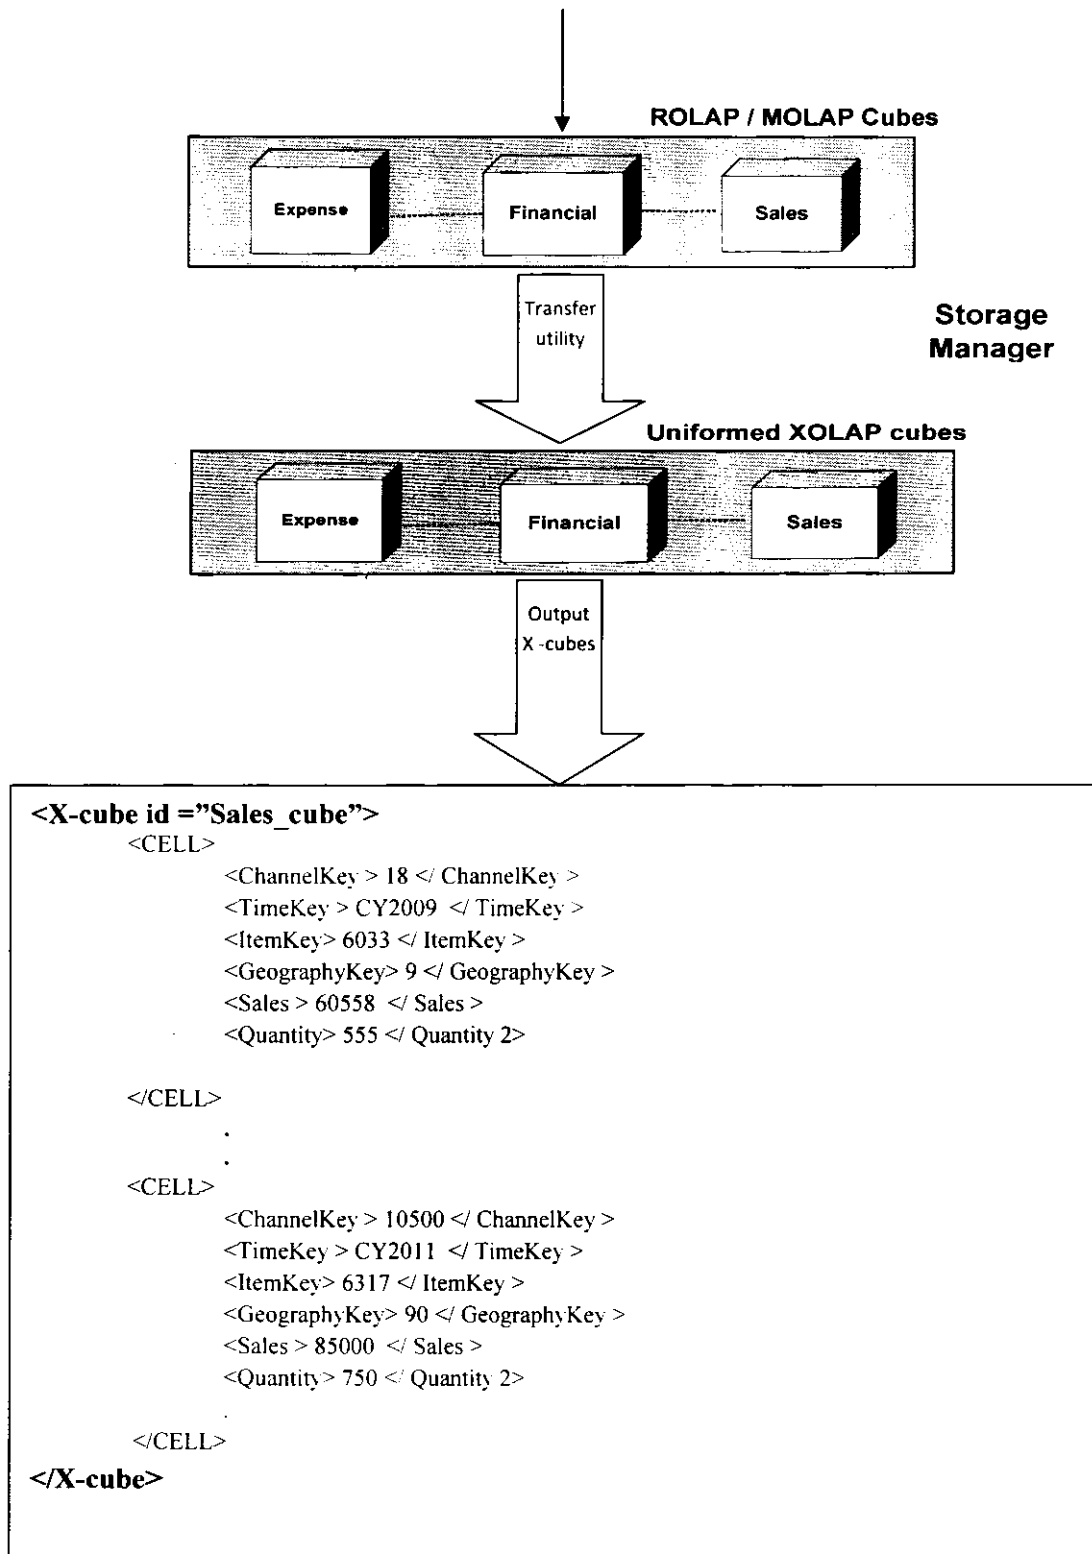 ROLAP / MOLAP Cubes
Expense
Financial
Sales
Transfer
utility
Storage
Manager
Uniformed XOLAP cubes
Expense
Financial
Sales
Output
X -cubes
<X-cube id =”Sales_cube”>
<CELL>
<ChannelKey > 18 </ ChannelKey >
<TimeKey > CY2009 </ TimeKey >
<ItemKey> 6033 </ ItemKey >
<GeographyKey> 9 </ GeographyKey >
<Sales > 60558 </ Sales >
<Quantity> 555 </ Quantity 2>
</CELL>
.
.
<CELL>
<ChannelKey > 10500 </ ChannelKey >
<TimeKey > CY2011 </ TimeKey >
<ItemKey> 6317 </ ItemKey >
<GeographyKey> 90 </ GeographyKey >
<Sales > 85000 </ Sales >
<Quantity> 750 </ Quantity 2>
.
</CELL>
</X-cube>